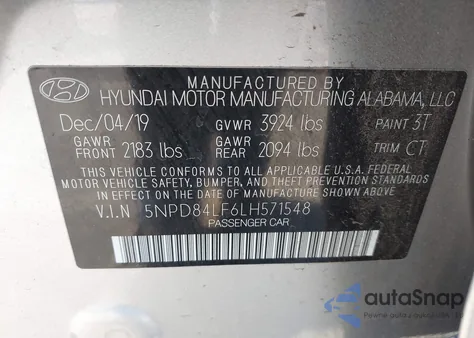 MANUFACTURED BY
HYUNDAI MOTOR MANUFACTURING ALABAMA, LLC
Dec/04/19 GVWR 3924 lbs PAINT 3T
GAWR FRONT 2183 lbs GAWR REAR 2094 lbs TRIM CT
THIS VEHICLE CONFORMS TO ALL APPLICABLE U.S.A. FEDERAL
MOTOR VEHICLE SAFETY, BUMPER, AND THEFT PREVENTION STANDARDS
IN EFFECT ON THE DATE OF MANUFACTURE SHOWN ABOVE.
V.I.N 5NPD84LF6LH571548
PASSENGER CAR
autoSnap